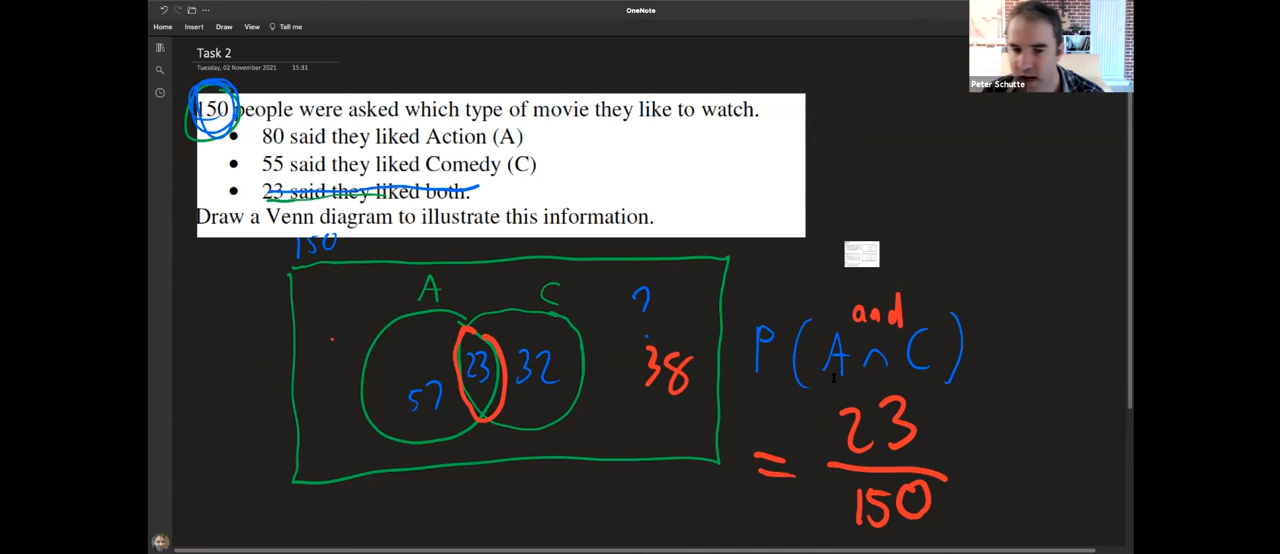 OneNote
Home Insert Draw View Tell me
Task 2
Tuesday, 02 November 2021 15:31
Peter Schutte
150 people were asked which type of movie they like to watch.
• 80 said they liked Action (A)
• 55 said they liked Comedy (C)
• 23 said they liked both.
Draw a Venn diagram to illustrate this information.
150
A C ?
57 23 32 38
and
P(A ∩ C)
= 23
150